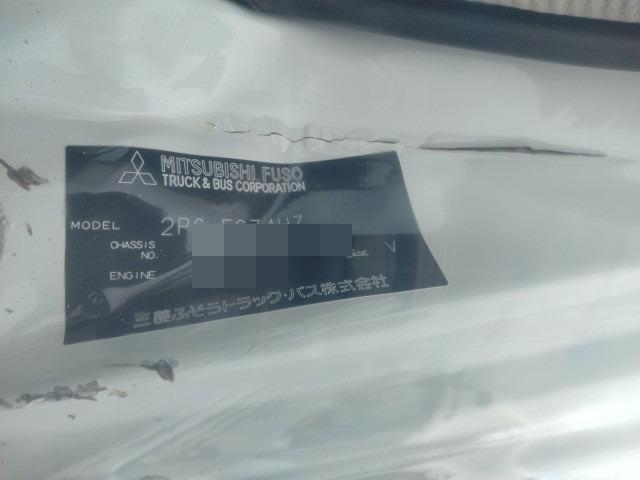 MITSUBISHI FUSO
TRUCK & BUS CORPORATION
MODEL
CHASSIS
NO.
CASE V
ENGINE
三菱ふそうトラック・バス株式会社